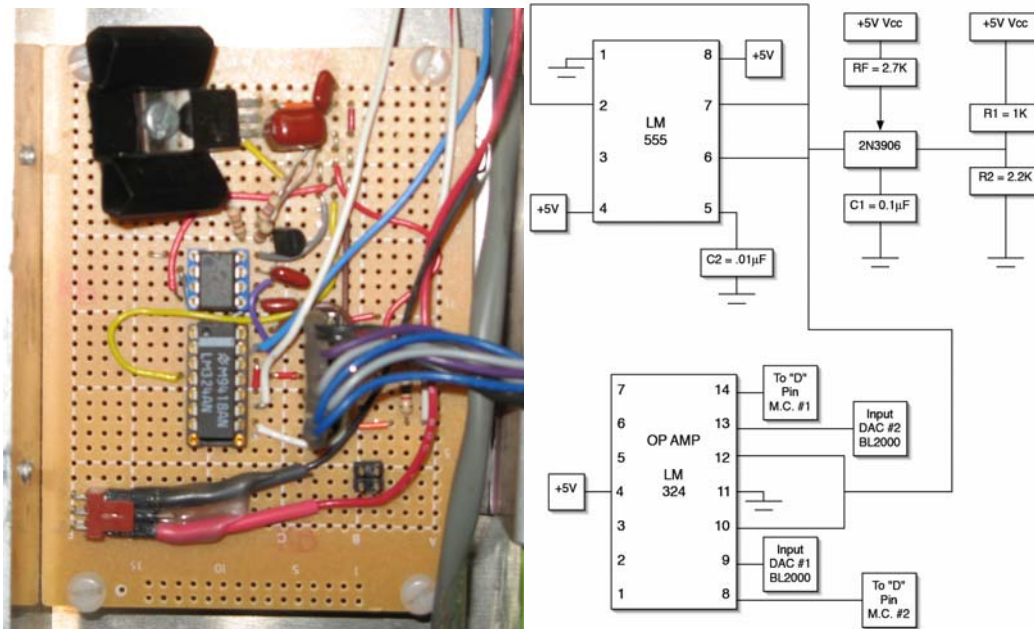 M9418AN
LM324AN
15
10
5
1
C
B
A
1
2
3
4
LM
555
8
7
6
5
+5V
+5V
C2 = .01µF
+5V Vcc
RF = 2.7K
2N3906
C1 = 0.1µF
+5V Vcc
R1 = 1K
R2 = 2.2K
7
6
5
4
3
2
1
OP AMP
LM
324
14
13
12
11
10
9
8
+5V
To "D"
Pin
M.C. #1
Input
DAC #2
BL2000
Input
DAC #1
BL2000
To "D"
Pin
M.C. #2